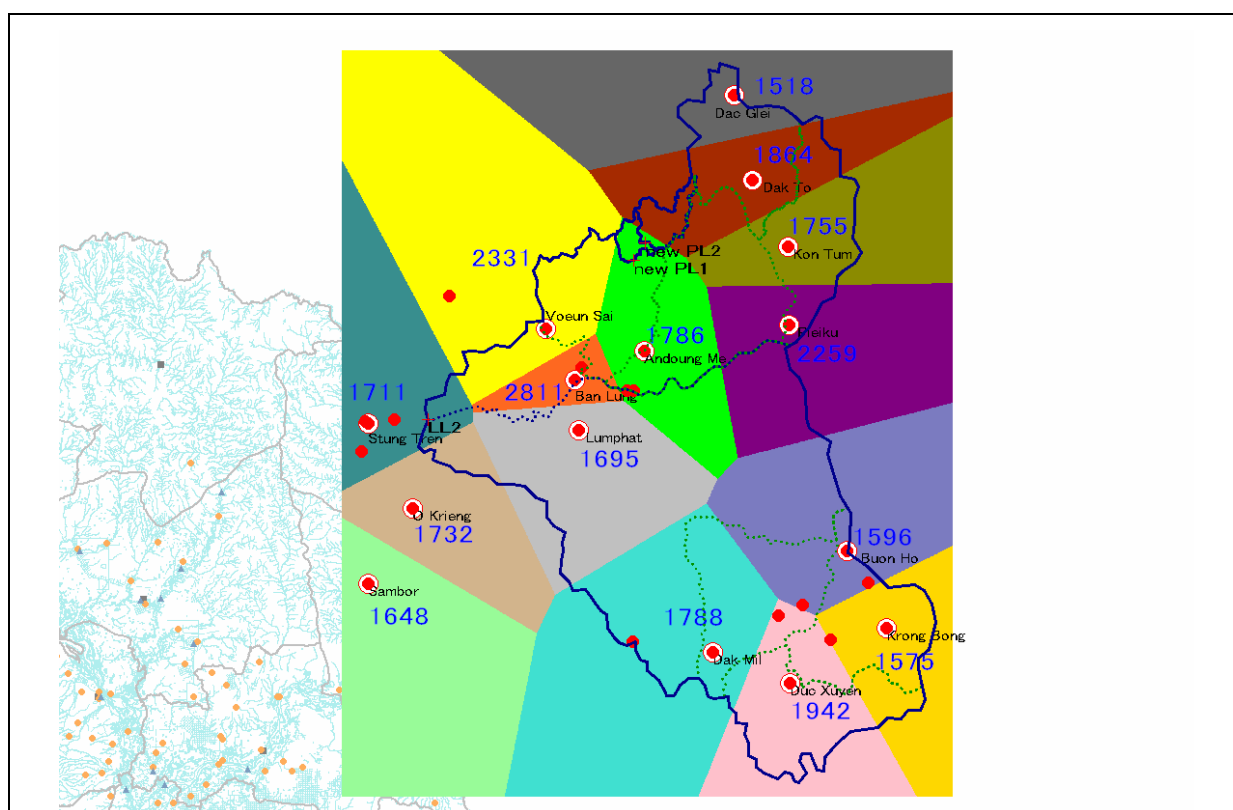 1518
Dac Glei
1864
Dak To
1755
Kon Tum
2331
new PL2
new PL1
Voeun Sai
1786
Andoung Me
Pleiku
2259
2811
Ban Lung
1711
Stung Tren
LL2
Lumphat
1695
O Krieng
1732
1596
Buon Ho
Sambor
1648
1788
Dak Mil
Krong Bong
1575
Duc Xuyen
1942